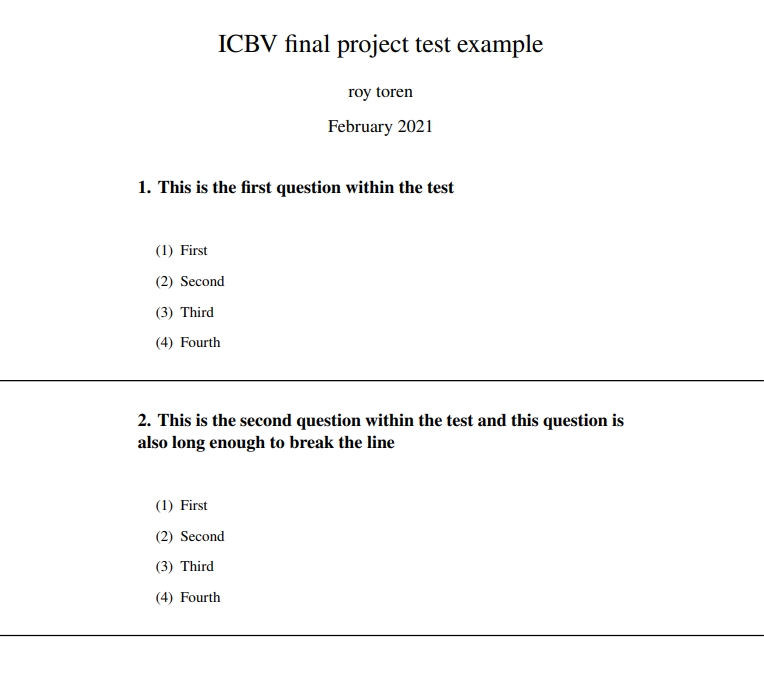 ICBV final project test example
roy toren
February 2021
1. This is the first question within the test
(1) First
(2) Second
(3) Third
(4) Fourth
2. This is the second question within the test and this question is
also long enough to break the line
(1) First
(2) Second
(3) Third
(4) Fourth